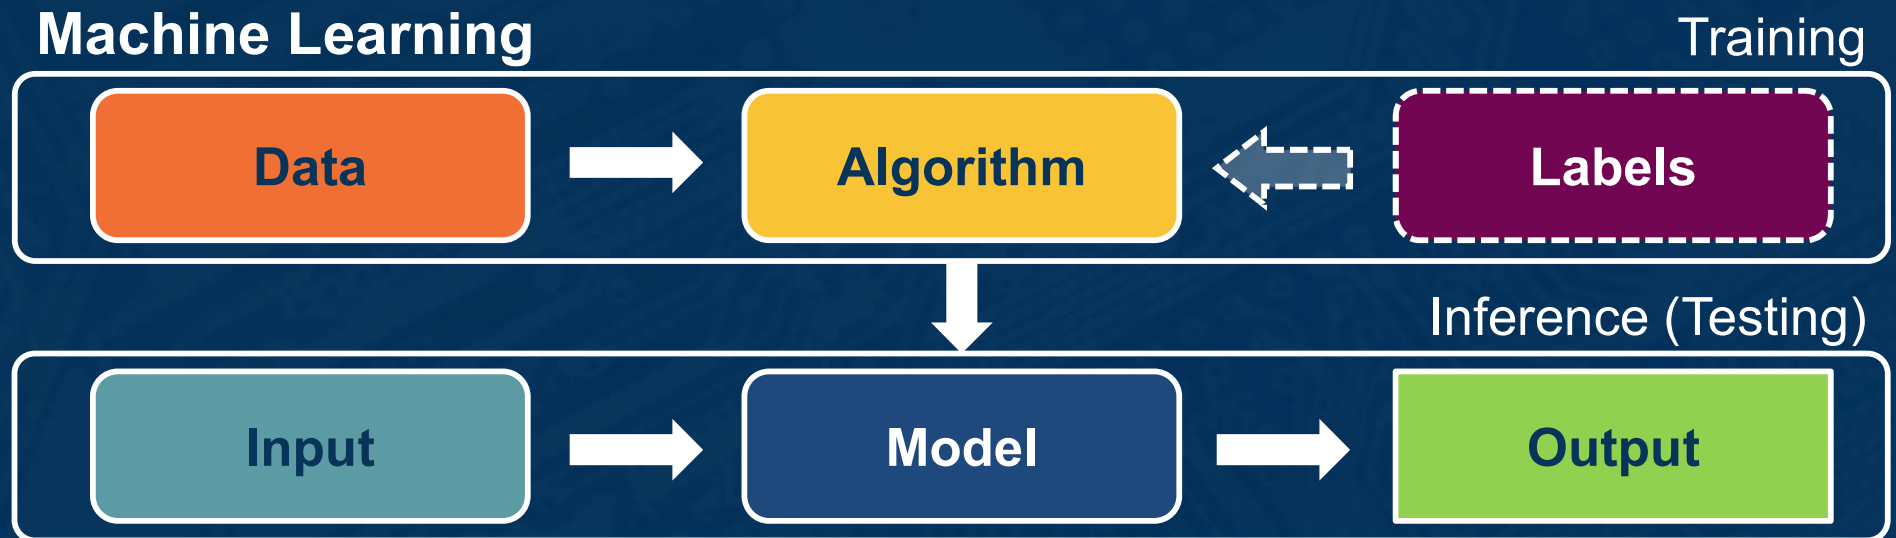 Machine Learning
Training
Data
Algorithm
Labels
Inference (Testing)
Input
Model
Output